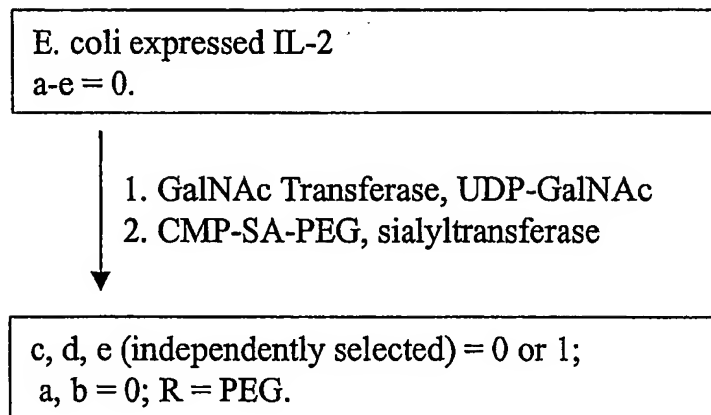 E. coli expressed IL-2
a-e = 0.
1. GalNAc Transferase, UDP-GalNAc
2. CMP-SA-PEG, sialyltransferase
c, d, e (independently selected) = 0 or 1;
a, b = 0; R = PEG.